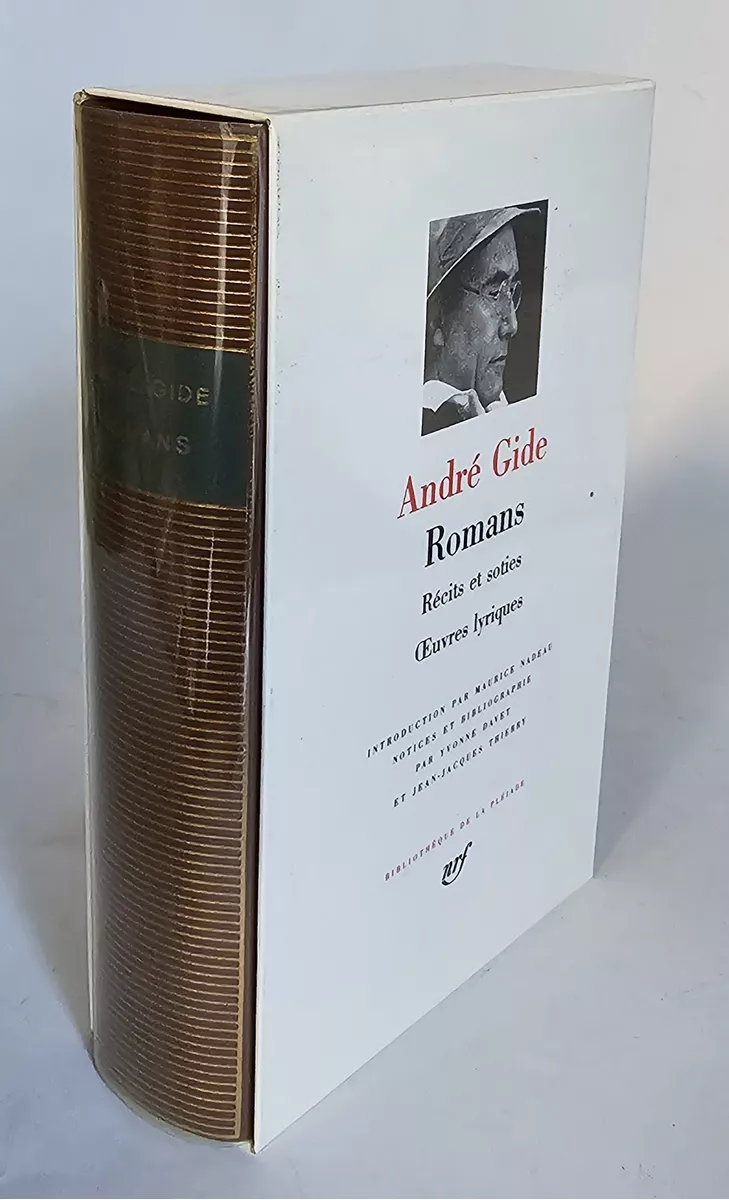 GIDE
André Gide
Romans
Récits et soties
Œuvres lyriques
INTRODUCTION PAR MAURICE NADEAU
NOTICES ET BIBLIOGRAPHIE
PAR YVONNE DAVET
ET JEAN-JACQUES THIERRY
BIBLIOTHÈQUE DE LA PLÉIADE
nrf